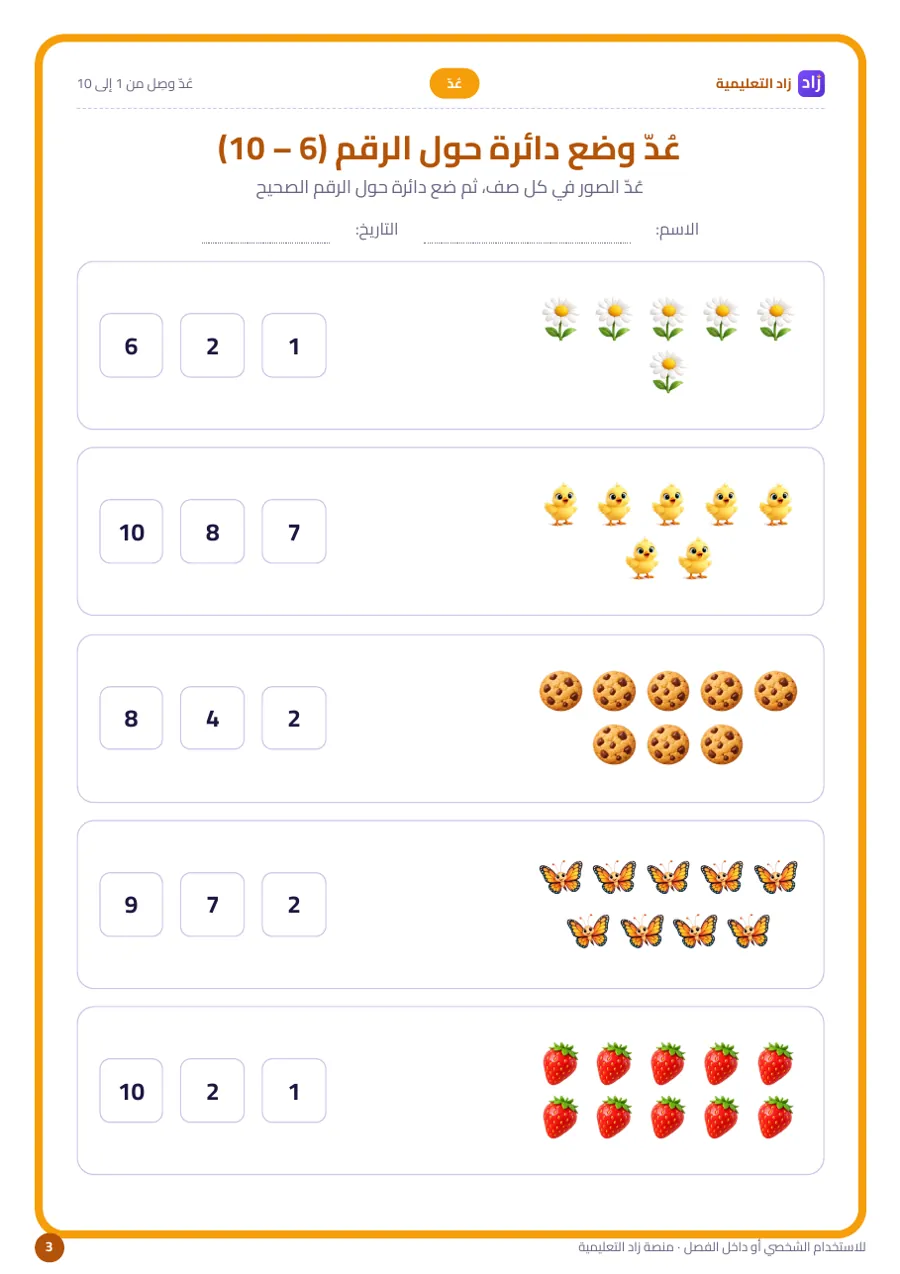 زاد زاد التعليمية
عُدّ
عُدّ وصِل من 1 إلى 10
عُدّ وضع دائرة حول الرقم (6 – 10)
عُدّ الصور في كل صف، ثم ضع دائرة حول الرقم الصحيح
الاسم: التاريخ:
1 2 6
7 8 10
2 4 8
2 7 9
1 2 10
للاستخدام الشخصي أو داخل الفصل · منصة زاد التعليمية
3